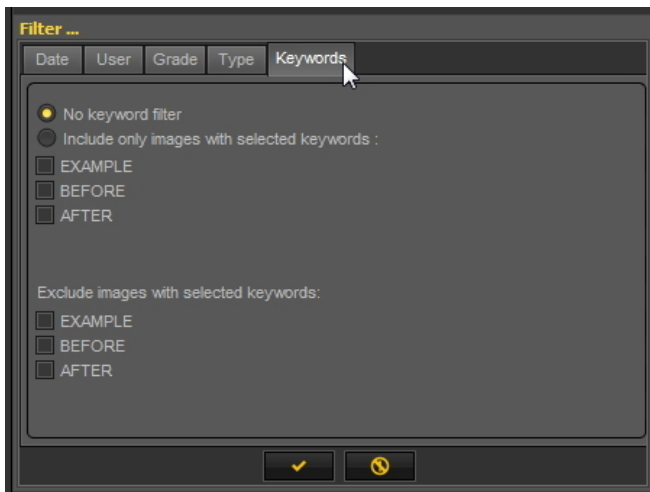 Filter ...
Date User Grade Type Keywords
No keyword filter
Include only images with selected keywords :
EXAMPLE
BEFORE
AFTER
Exclude images with selected keywords:
EXAMPLE
BEFORE
AFTER